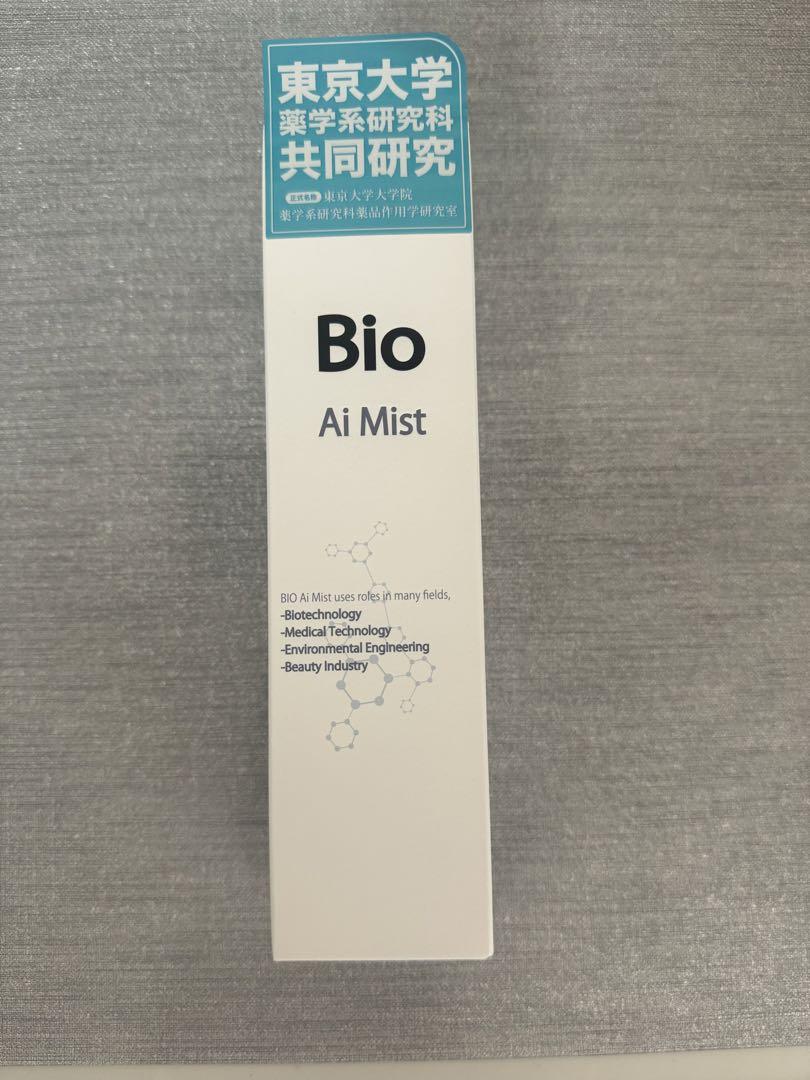 東京大学
薬学系研究科
共同研究
正式名称 東京大学大学院
薬学系研究科薬品作用学研究室
Bio
Ai Mist
BIO Ai Mist uses roles in many fields,
-Biotechnology
-Medical Technology
-Environmental Engineering
-Beauty Industry